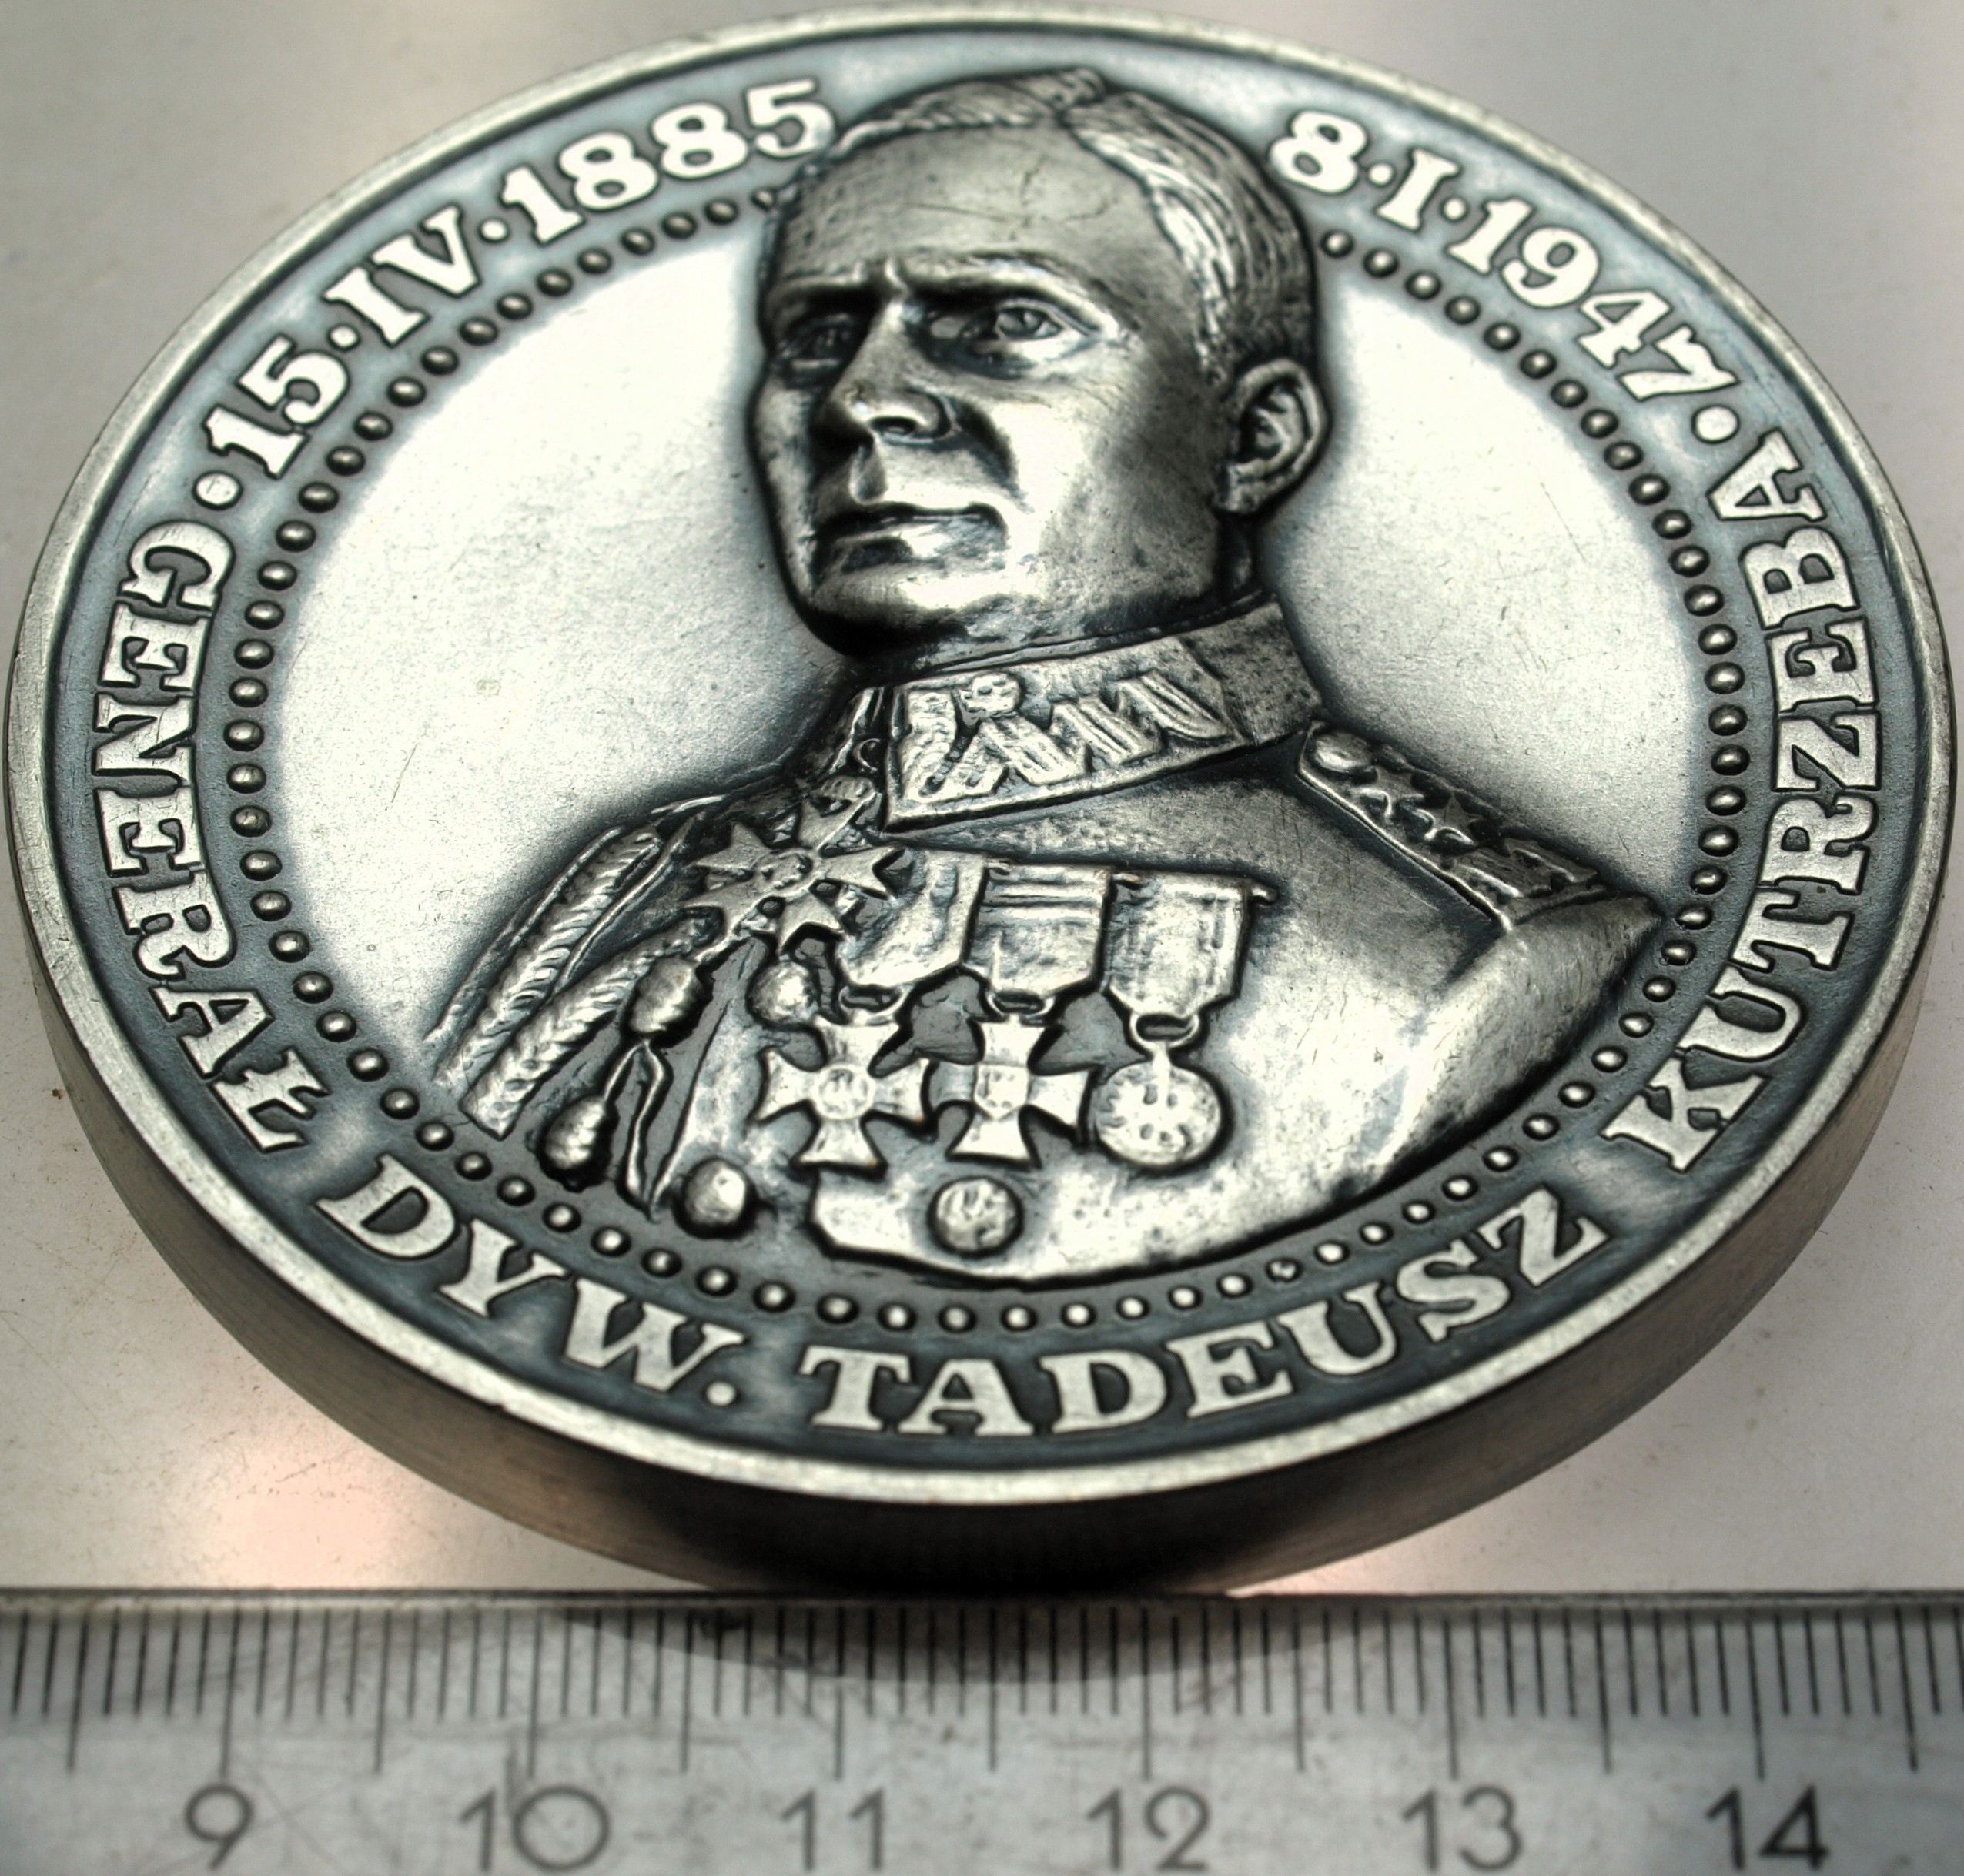 GENERAŁ DYW. TADEUSZ KUTRZEBA
·15·IV·1885
8·I·1947·
9 10 11 12 13 14